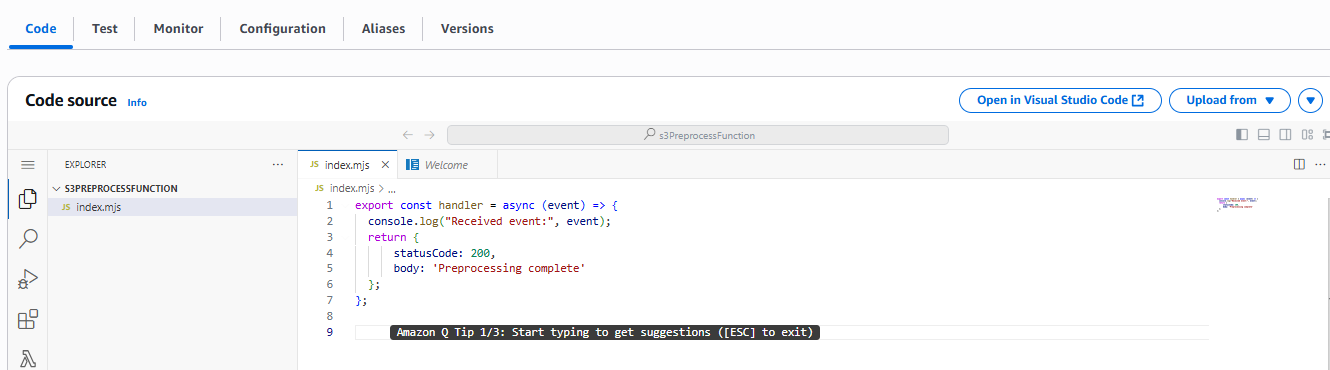 Code Test Monitor Configuration Aliases Versions
Code source Info Open in Visual Studio Code Upload from
s3PreprocessFunction
EXPLORER ... JS index.mjs × Welcome ...
S3PREPROCESSFUNCTION
JS index.mjs
JS index.mjs > ...
1 export const handler = async (event) => {
2 console.log("Received event:", event);
3 return {
4 statusCode: 200,
5 body: 'Preprocessing complete'
6 };
7 };
8
9 Amazon Q Tip 1/3: Start typing to get suggestions ([ESC] to exit)